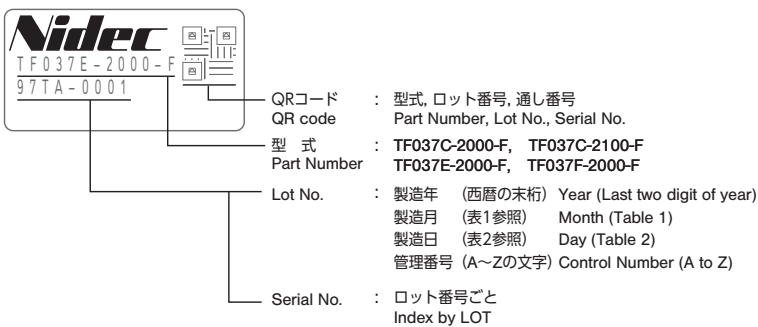 Nidec
TF037E-2000-F
97TA-0001
QRコード : 型式, ロット番号, 通し番号
QR code Part Number, Lot No., Serial No.
型 式 : TF037C-2000-F, TF037C-2100-F
Part Number TF037E-2000-F, TF037F-2000-F
Lot No. : 製造年 (西暦の末桁) Year (Last two digit of year)
製造月 (表1参照) Month (Table 1)
製造日 (表2参照) Day (Table 2)
管理番号 (A～Zの文字) Control Number (A to Z)
Serial No. : ロット番号ごと
Index by LOT